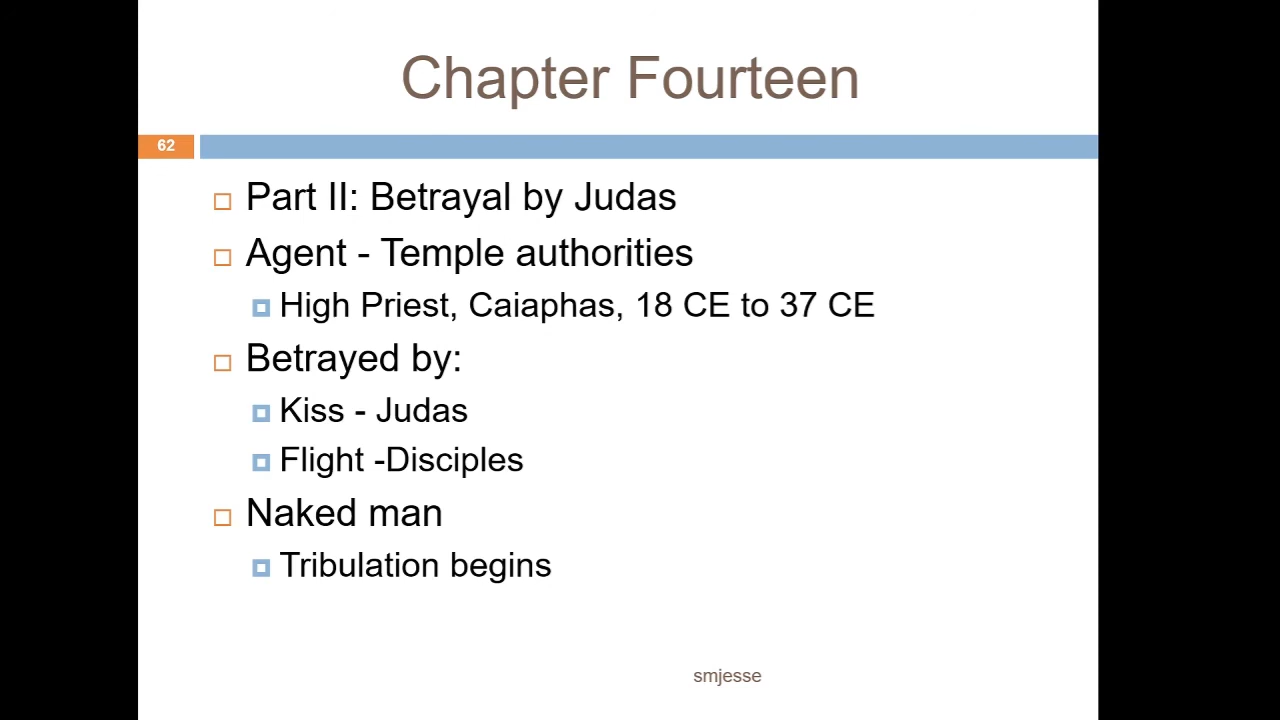 Chapter Fourteen
62
Part II: Betrayal by Judas
Agent - Temple authorities
High Priest, Caiaphas, 18 CE to 37 CE
Betrayed by:
Kiss - Judas
Flight -Disciples
Naked man
Tribulation begins
smjesse